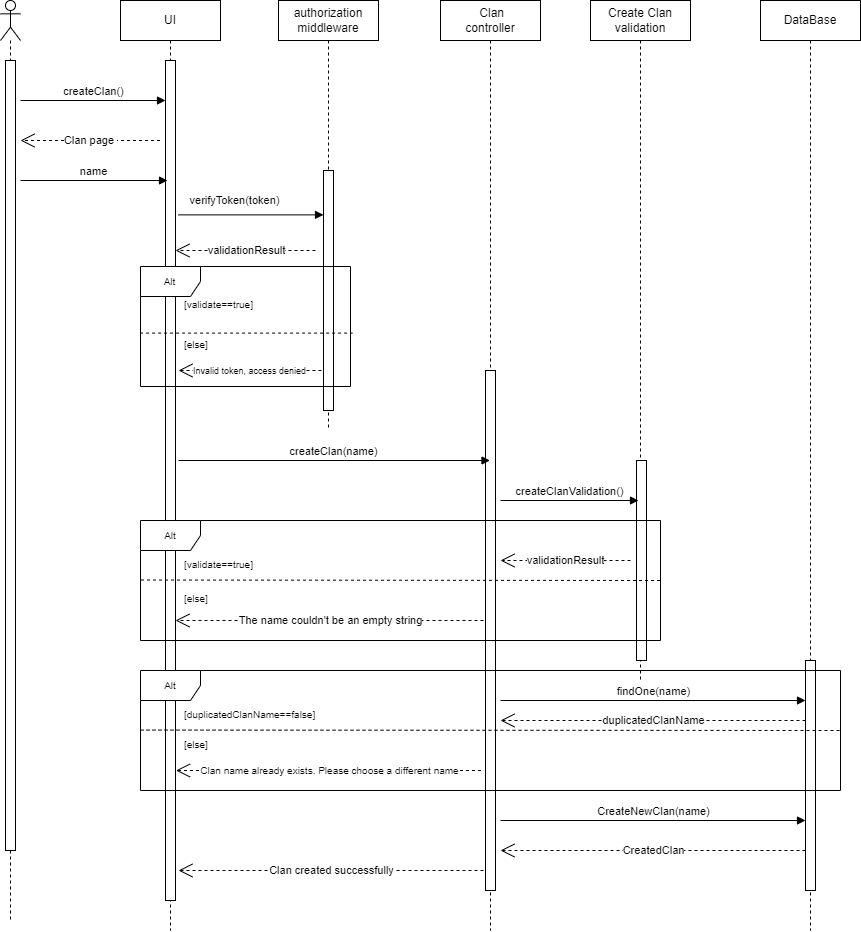 UI
authorization
middleware
Clan
controller
Create Clan
validation
DataBase
createClan()
Clan page
name
verifyToken(token)
validationResult
Alt
[validate==true]
[else]
Invalid token, access denied
createClan(name)
createClanValidation()
Alt
validationResult
[validate==true]
[else]
The name couldn't be an empty string
Alt
findOne(name)
[duplicatedClanName==false]
duplicatedClanName
[else]
Clan name already exists. Please choose a different name
CreateNewClan(name)
CreatedClan
Clan created successfully